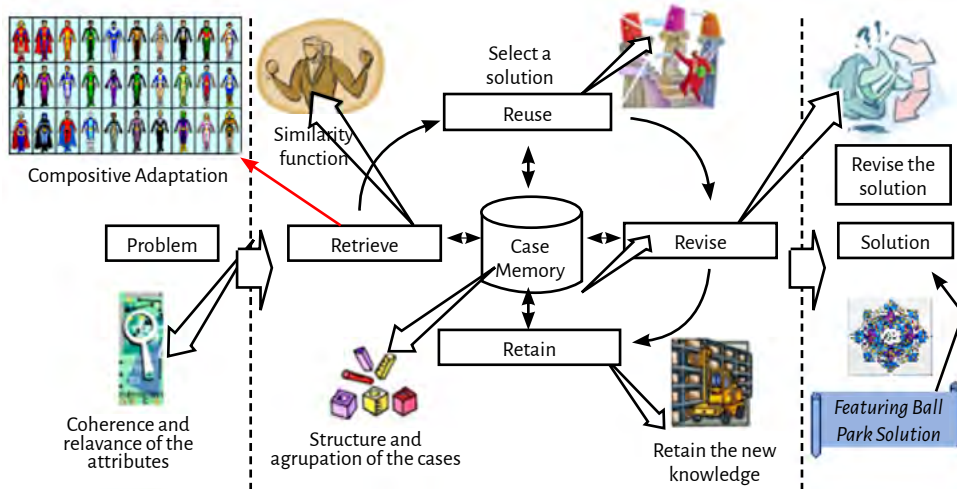 Select a
solution
Reuse
Similarity
function
Compositive Adaptation
Revise the
solution
Problem
Retrieve
Case
Memory
Revise
Solution
Retain
Coherence and
relavance of the
attributes
Structure and
agrupation of the cases
Retain the new
knowledge
Featuring Ball
Park Solution